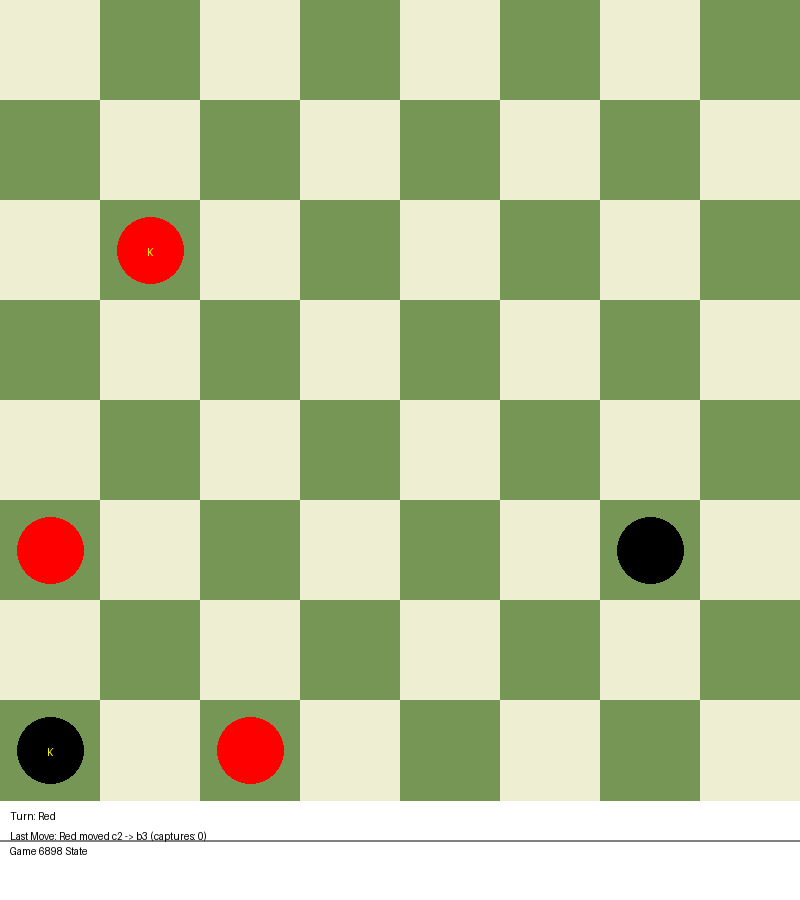 K
K
Turn: Red
Last Move: Red moved c2 -> b3 (captures: 0)
Game 6898 State